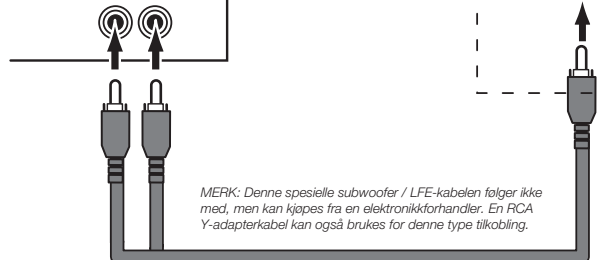 MERK: Denne spesielle subwoofer / LFE-kabelen følger ikke
med, men kan kjøpes fra en elektronikkforhandler. En RCA
Y-adapterkabel kan også brukes for denne type tilkobling.